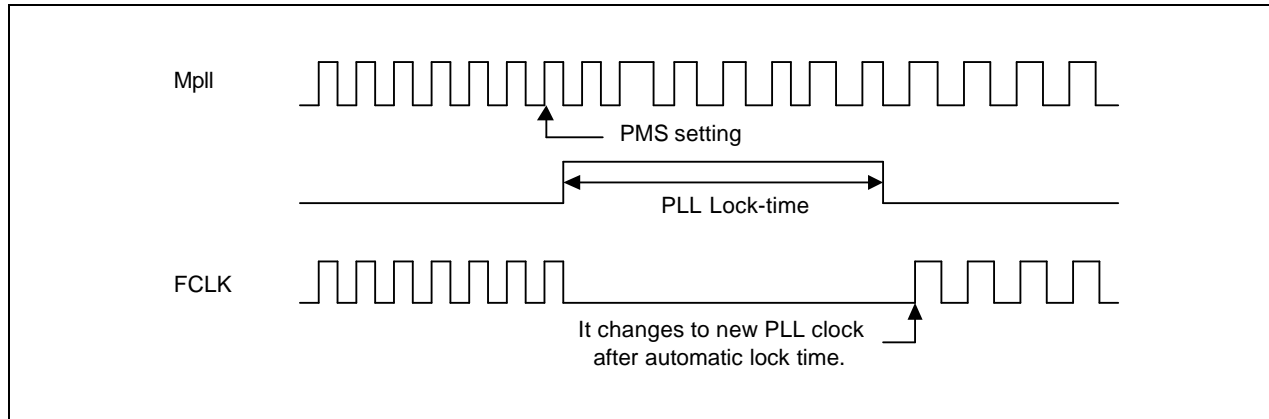 Mpll
PMS setting
PLL Lock-time
FCLK
It changes to new PLL clock
after automatic lock time.